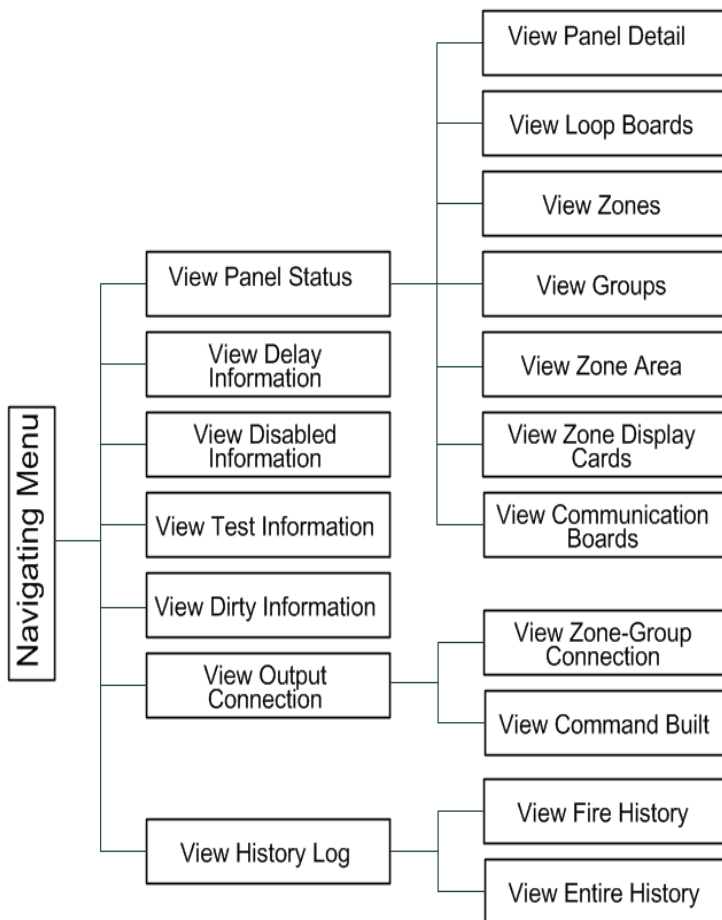 Navigating Menu
View Panel Status
View Delay
Information
View Disabled
Information
View Test Information
View Dirty Information
View Output
Connection
View History Log
View Panel Detail
View Loop Boards
View Zones
View Groups
View Zone Area
View Zone Display
Cards
View Communication
Boards
View Zone-Group
Connection
View Command Built
View Fire History
View Entire History